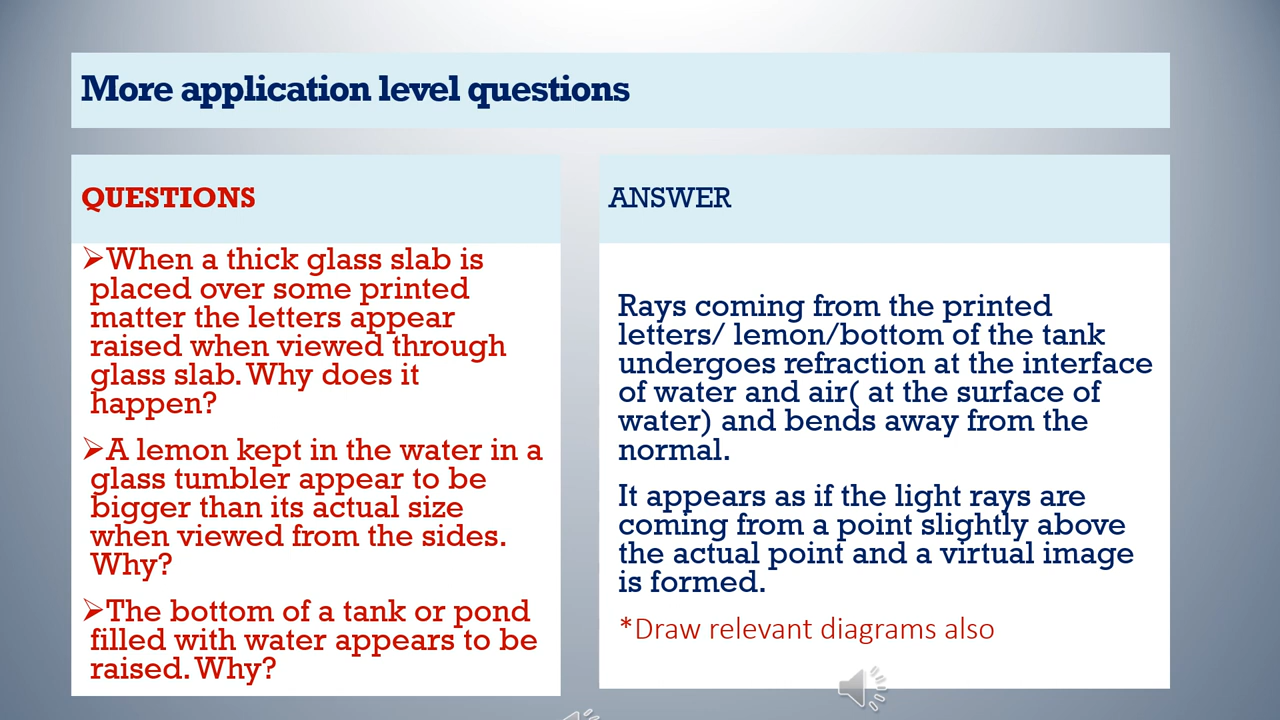 More application level questions
QUESTIONS
➢When a thick glass slab is
placed over some printed
matter the letters appear
raised when viewed through
glass slab. Why does it
happen?
➢A lemon kept in the water in a
glass tumbler appear to be
bigger than its actual size
when viewed from the sides.
Why?
➢The bottom of a tank or pond
filled with water appears to be
raised. Why?
ANSWER
Rays coming from the printed
letters/ lemon/bottom of the tank
undergoes refraction at the interface
of water and air( at the surface of
water) and bends away from the
normal.
It appears as if the light rays are
coming from a point slightly above
the actual point and a virtual image
is formed.
*Draw relevant diagrams also